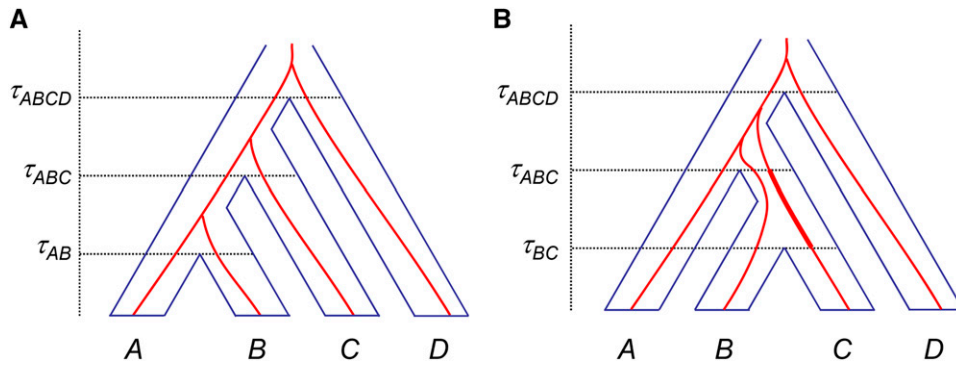 A
B
τABCD
τABC
τAB
A B C D
τABCD
τABC
τBC
A B C D